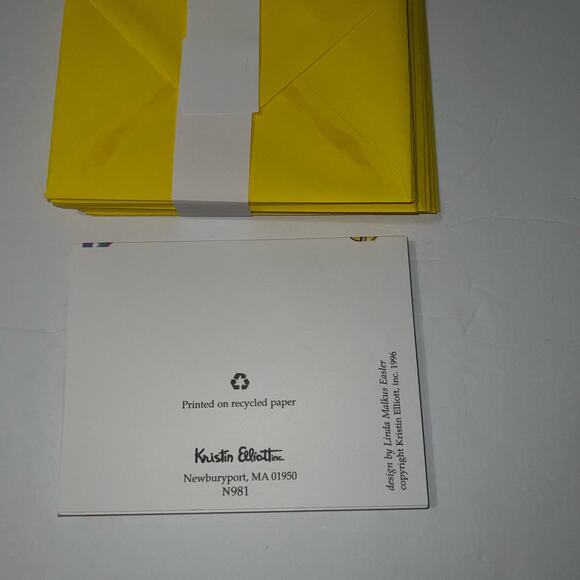 Printed on recycled paper
Kristin Elliott inc.
Newburyport, MA 01950
N981
design by Linda Malkus Easler
copyright Kristin Elliott, inc. 1996